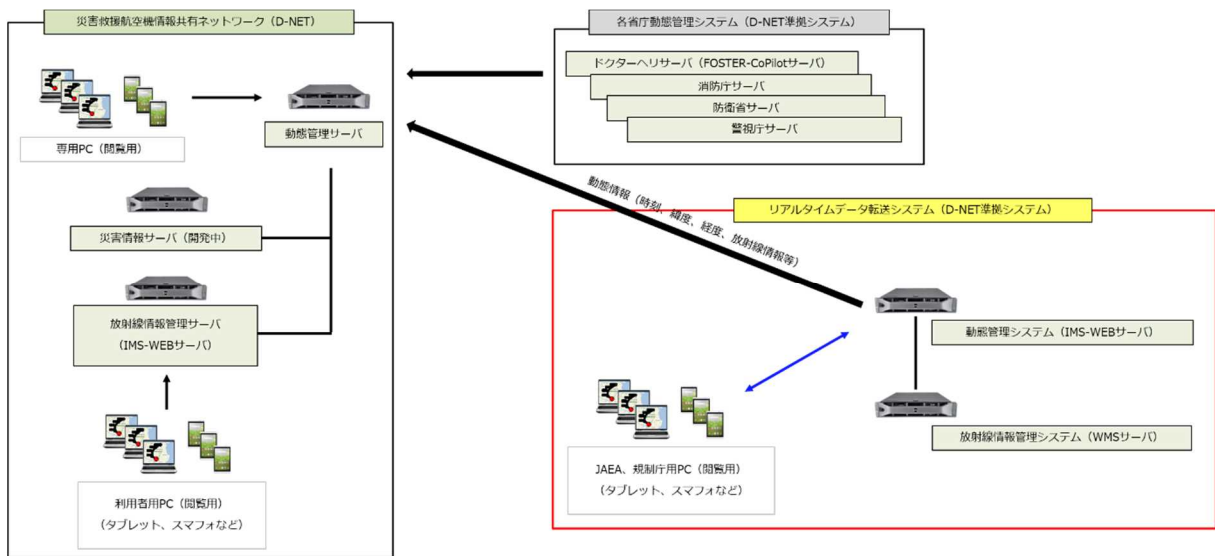 災害救援航空機情報共有ネットワーク（D-NET）
専用PC（閲覧用）
動態管理サーバ
災害情報サーバ（開発中）
放射線情報管理サーバ
（IMS-WEBサーバ）
利用者用PC（閲覧用）
（タブレット、スマフォなど）
各省庁動態管理システム（D-NET準拠システム）
ドクターヘリサーバ（FOSTER-CoPilotサーバ）
消防庁サーバ
防衛省サーバ
警視庁サーバ
動態情報（時刻、緯度、経度、放射線情報等）
リアルタイムデータ転送システム（D-NET準拠システム）
動態管理システム（IMS-WEBサーバ）
放射線情報管理システム（WMSサーバ）
JAEA、規制庁用PC（閲覧用）
（タブレット、スマフォなど）